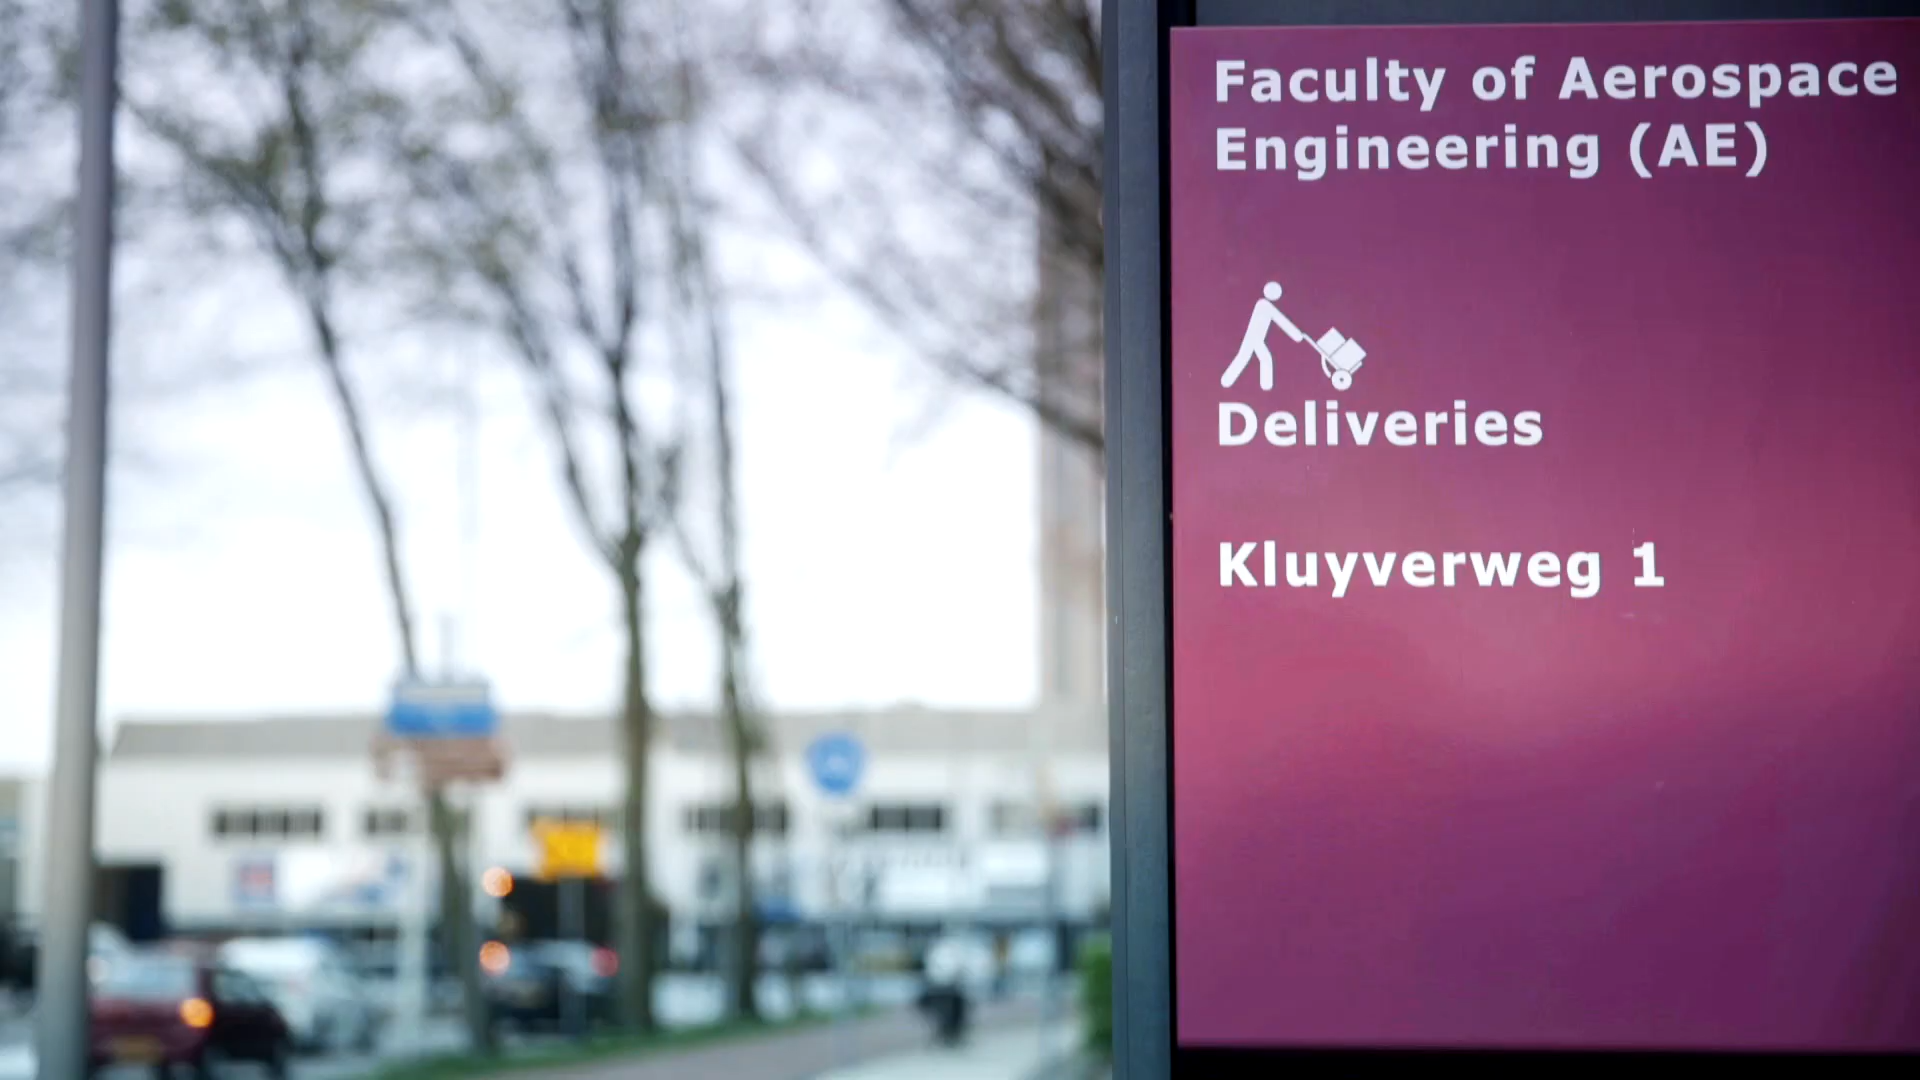 Faculty of Aerospace
Engineering (AE)
Deliveries
Kluyverweg 1